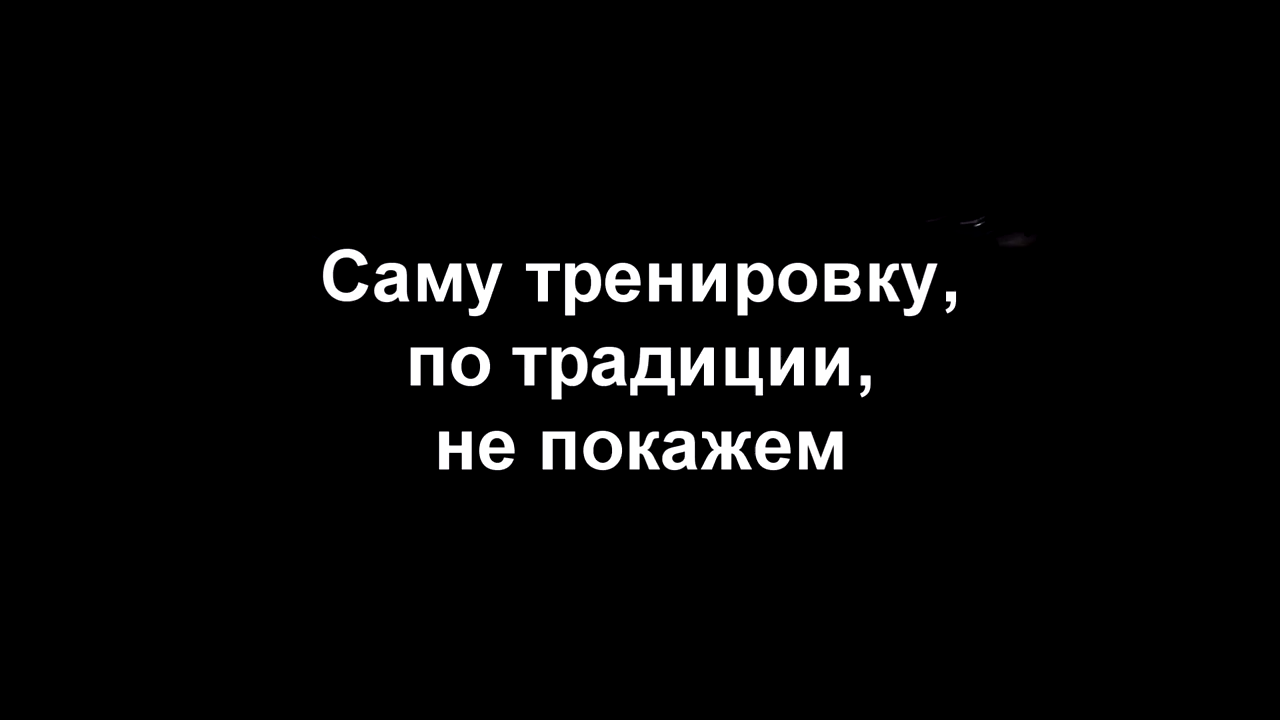 Саму тренировку,
по традиции,
не покажем